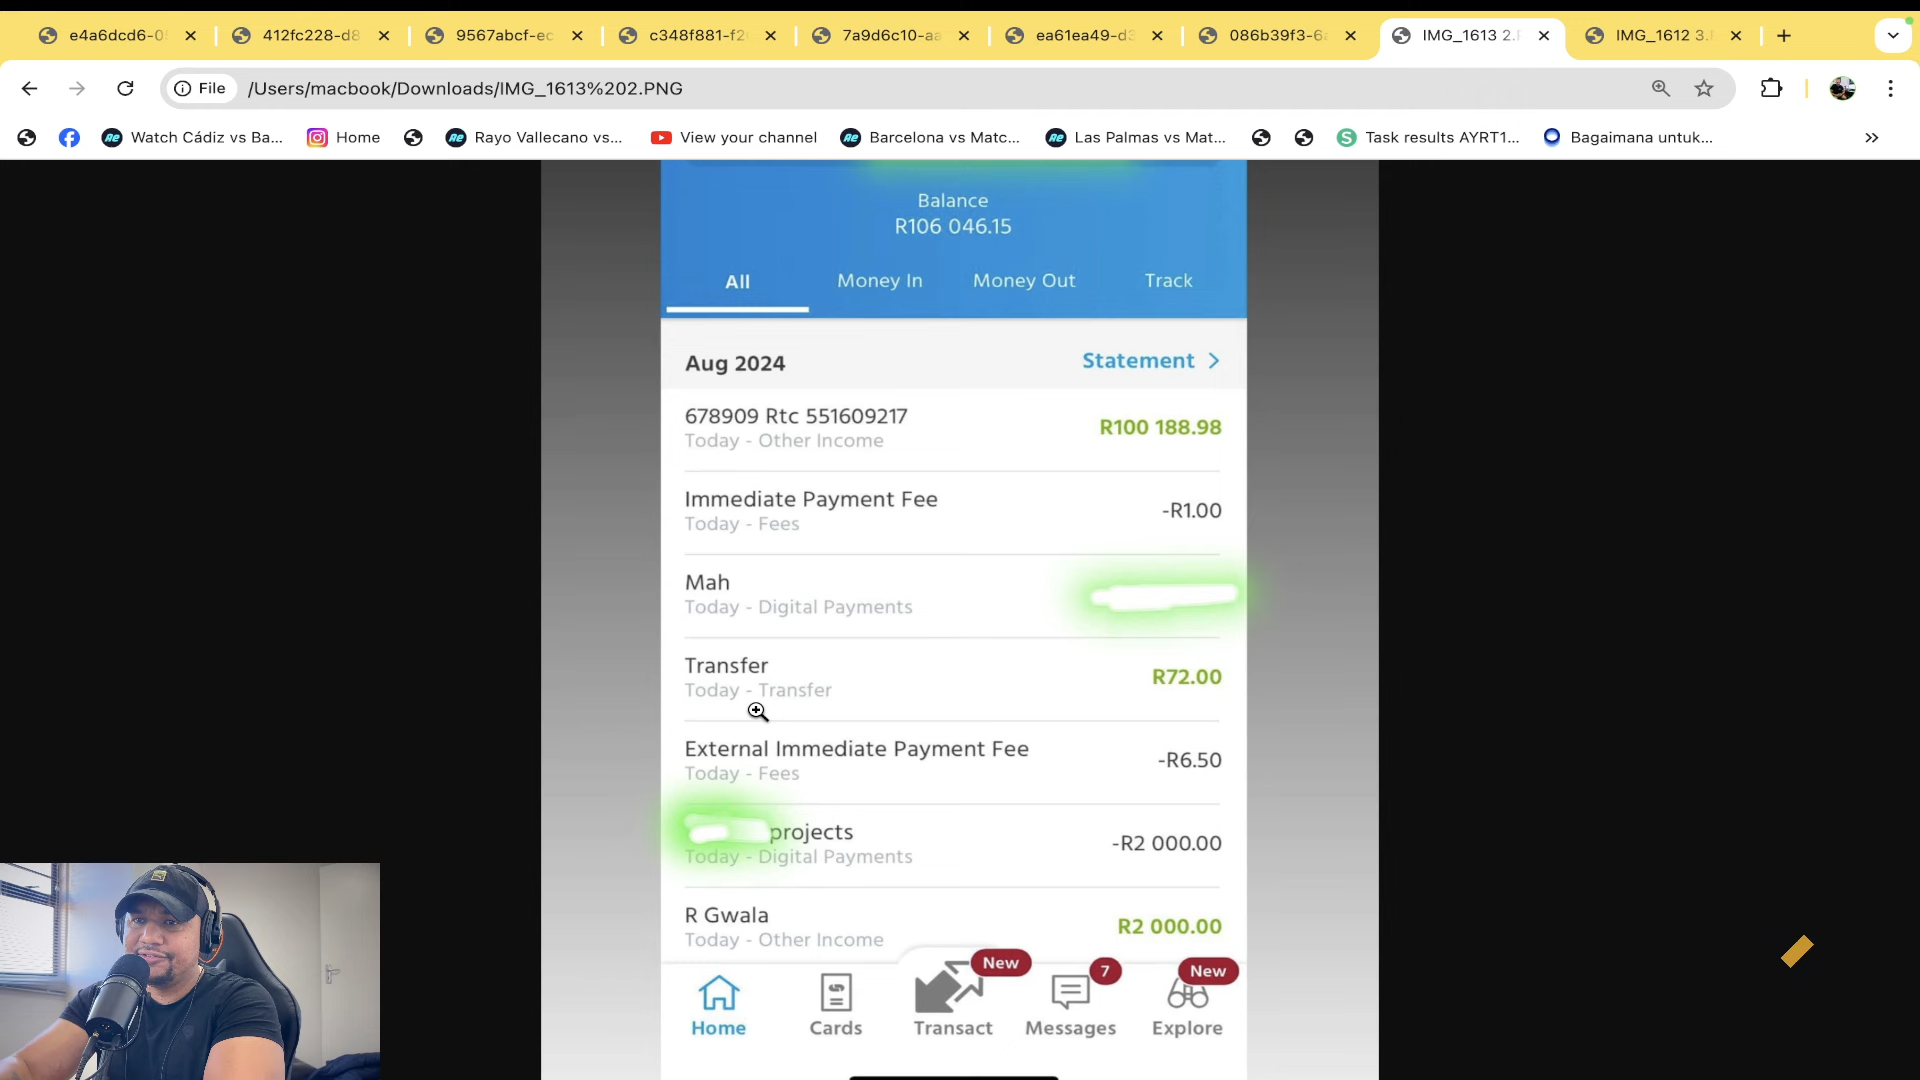 e4a6dcd6-0
412fc228-d8
9567abcf-ec
c348f881-f2
7a9d6c10-aa
ea61ea49-d3
086b39f3-6
IMG_1613 2.
IMG_1612 3.
File /Users/macbook/Downloads/IMG_1613%202.PNG
Watch Cádiz vs Ba...
Home
Rayo Vallecano vs...
View your channel
Barcelona vs Matc...
Las Palmas vs Mat...
Task results AYRT1...
Bagaimana untuk...
Balance
R106 046.15
All Money In Money Out Track
Aug 2024 Statement
678909 Rtc 551609217
Today - Other Income
R100 188.98
Immediate Payment Fee
Today - Fees
-R1.00
Mah
Today - Digital Payments
Transfer
Today - Transfer
R72.00
External Immediate Payment Fee
Today - Fees
-R6.50
projects
Today - Digital Payments
-R2 000.00
R Gwala
Today - Other Income
R2 000.00
New
7
New
Home Cards Transact Messages Explore